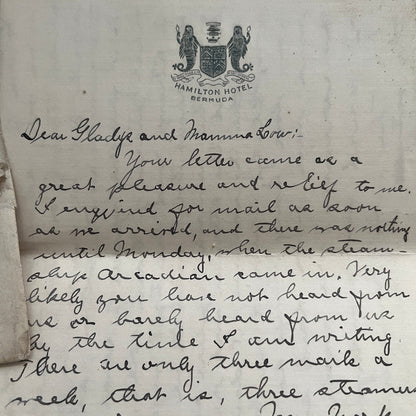 HAMILTON HOTEL
BERMUDA
Dear Gladys and Mamma Low:
Your letter came as a
great pleasure and relief to me.
I enquired for mail as soon
as we arrived, and there was nothing
until Monday, when the steam-
ship Arcadian came in. Very
likely you have not heard from
us or barely heard from us
by the time I am writing.
There are only three mails a
week, that is, three steamers